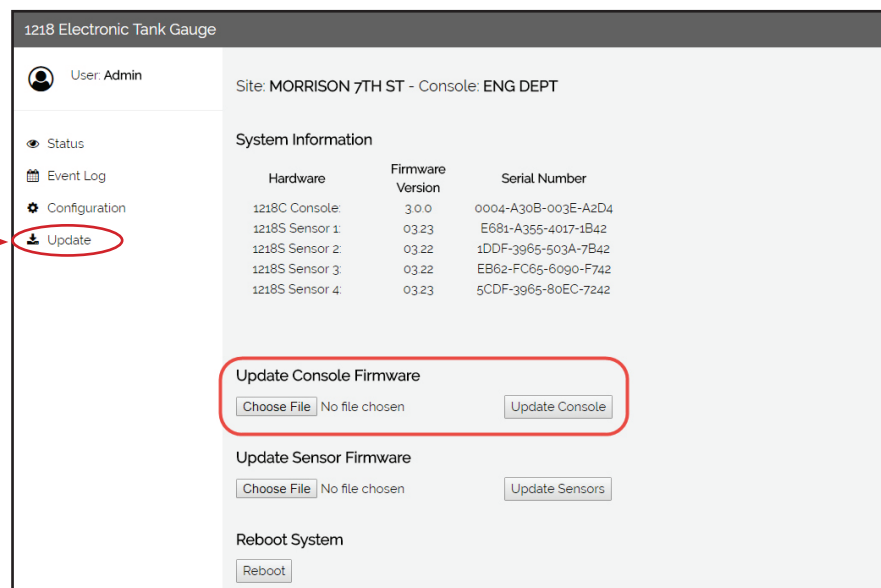 1218 Electronic Tank Gauge
User: Admin
Status
Event Log
Configuration
Update
Site: MORRISON 7TH ST - Console: ENG DEPT
System Information
Hardware Firmware Version Serial Number
1218C Console: 3.0.0 0004-A30B-003E-A2D4
1218S Sensor 1: 03.23 E681-A355-4017-1B42
1218S Sensor 2: 03.22 1DDF-3965-503A-7B42
1218S Sensor 3: 03.22 EB62-FC65-6090-F742
1218S Sensor 4: 03.23 5CDF-3965-80EC-7242
Update Console Firmware
Choose File No file chosen Update Console
Update Sensor Firmware
Choose File No file chosen Update Sensors
Reboot System
Reboot